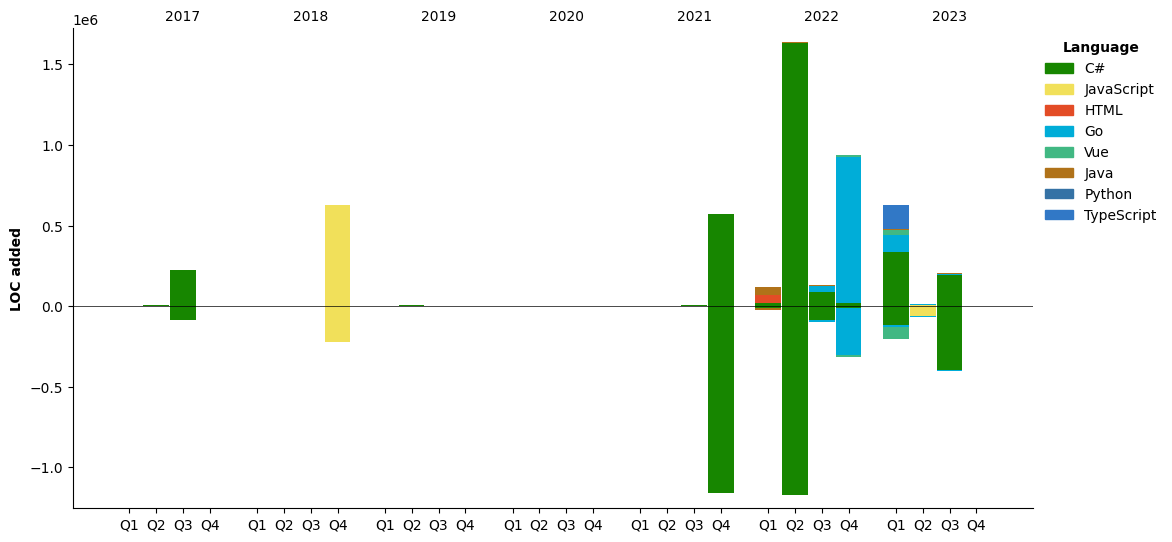 1e6
2017 2018 2019 2020 2021 2022 2023
Language
C#
JavaScript
HTML
Go
Vue
Java
Python
TypeScript
LOC added
1.5
1.0
0.5
0.0
−0.5
−1.0
Q1 Q2 Q3 Q4 Q1 Q2 Q3 Q4 Q1 Q2 Q3 Q4 Q1 Q2 Q3 Q4 Q1 Q2 Q3 Q4 Q1 Q2 Q3 Q4 Q1 Q2 Q3 Q4